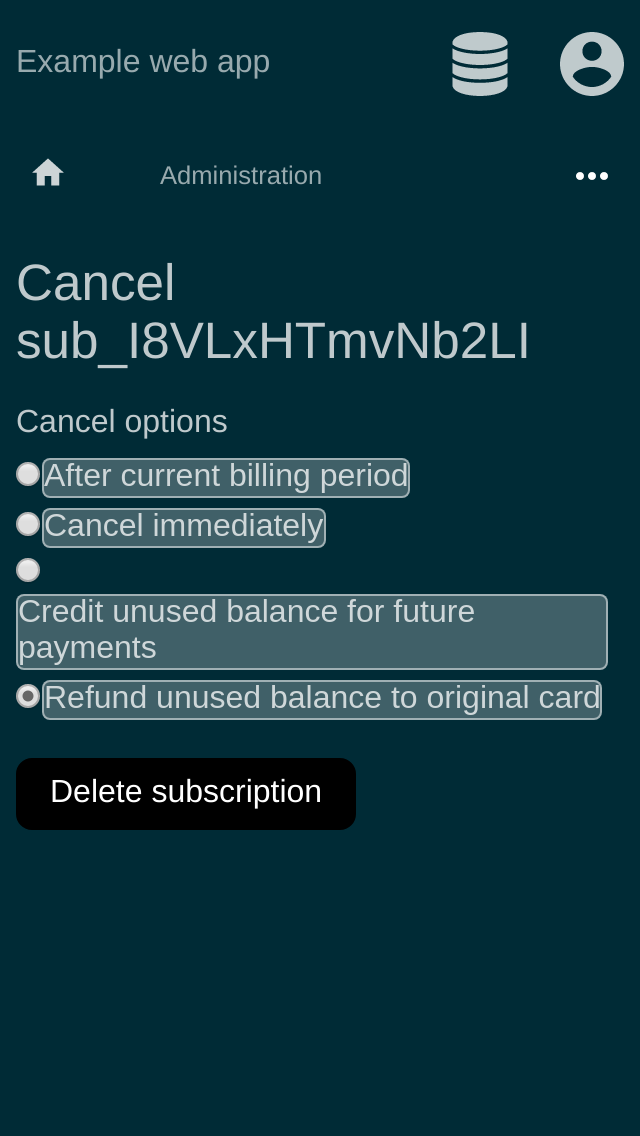 Example web app
Administration
Cancel
sub_I8VLxHTmvNb2LI
Cancel options
After current billing period
Cancel immediately
Credit unused balance for future
payments
Refund unused balance to original card
Delete subscription